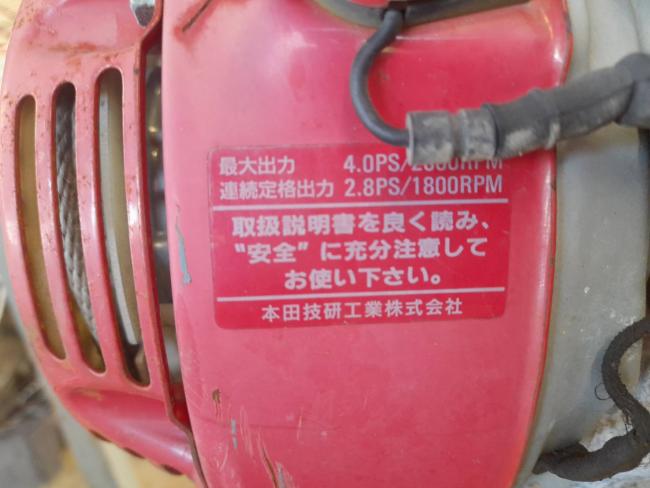 最大出力 4.0PS/2000RPM
連続定格出力 2.8PS/1800RPM
取扱説明書を良く読み、
"安全"に充分注意して
お使い下さい。
本田技研工業株式会社